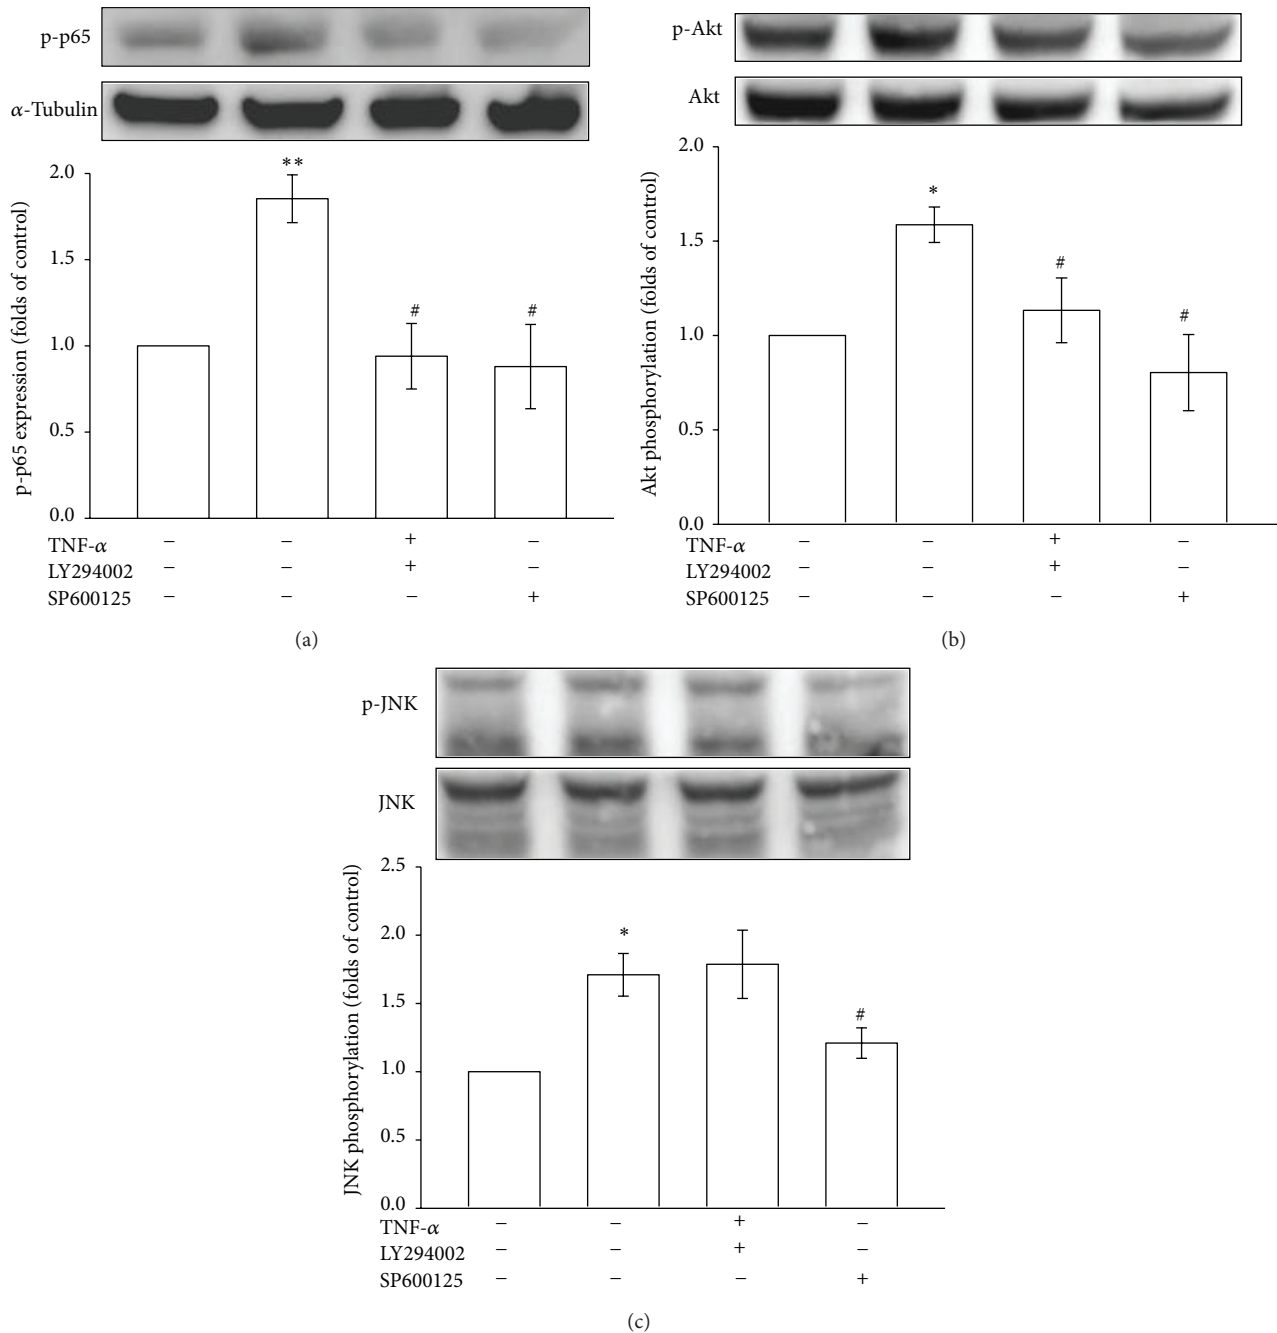 p-p65
α-Tubulin
**
2.0
1.5
1.0
0.5
0.0
#
#
p-p65 expression (folds of control)
TNF-α − − + −
LY294002 − − + −
SP600125 − − − +
(a)
p-Akt
Akt
2.0
1.5
1.0
0.5
0.0
*
#
#
Akt phosphorylation (folds of control)
TNF-α − − + −
LY294002 − − + −
SP600125 − − − +
(b)
p-JNK
JNK
2.5
2.0
1.5
1.0
0.5
0.0
*
#
JNK phosphorylation (folds of control)
TNF-α − − + −
LY294002 − − + −
SP600125 − − − +
(c)